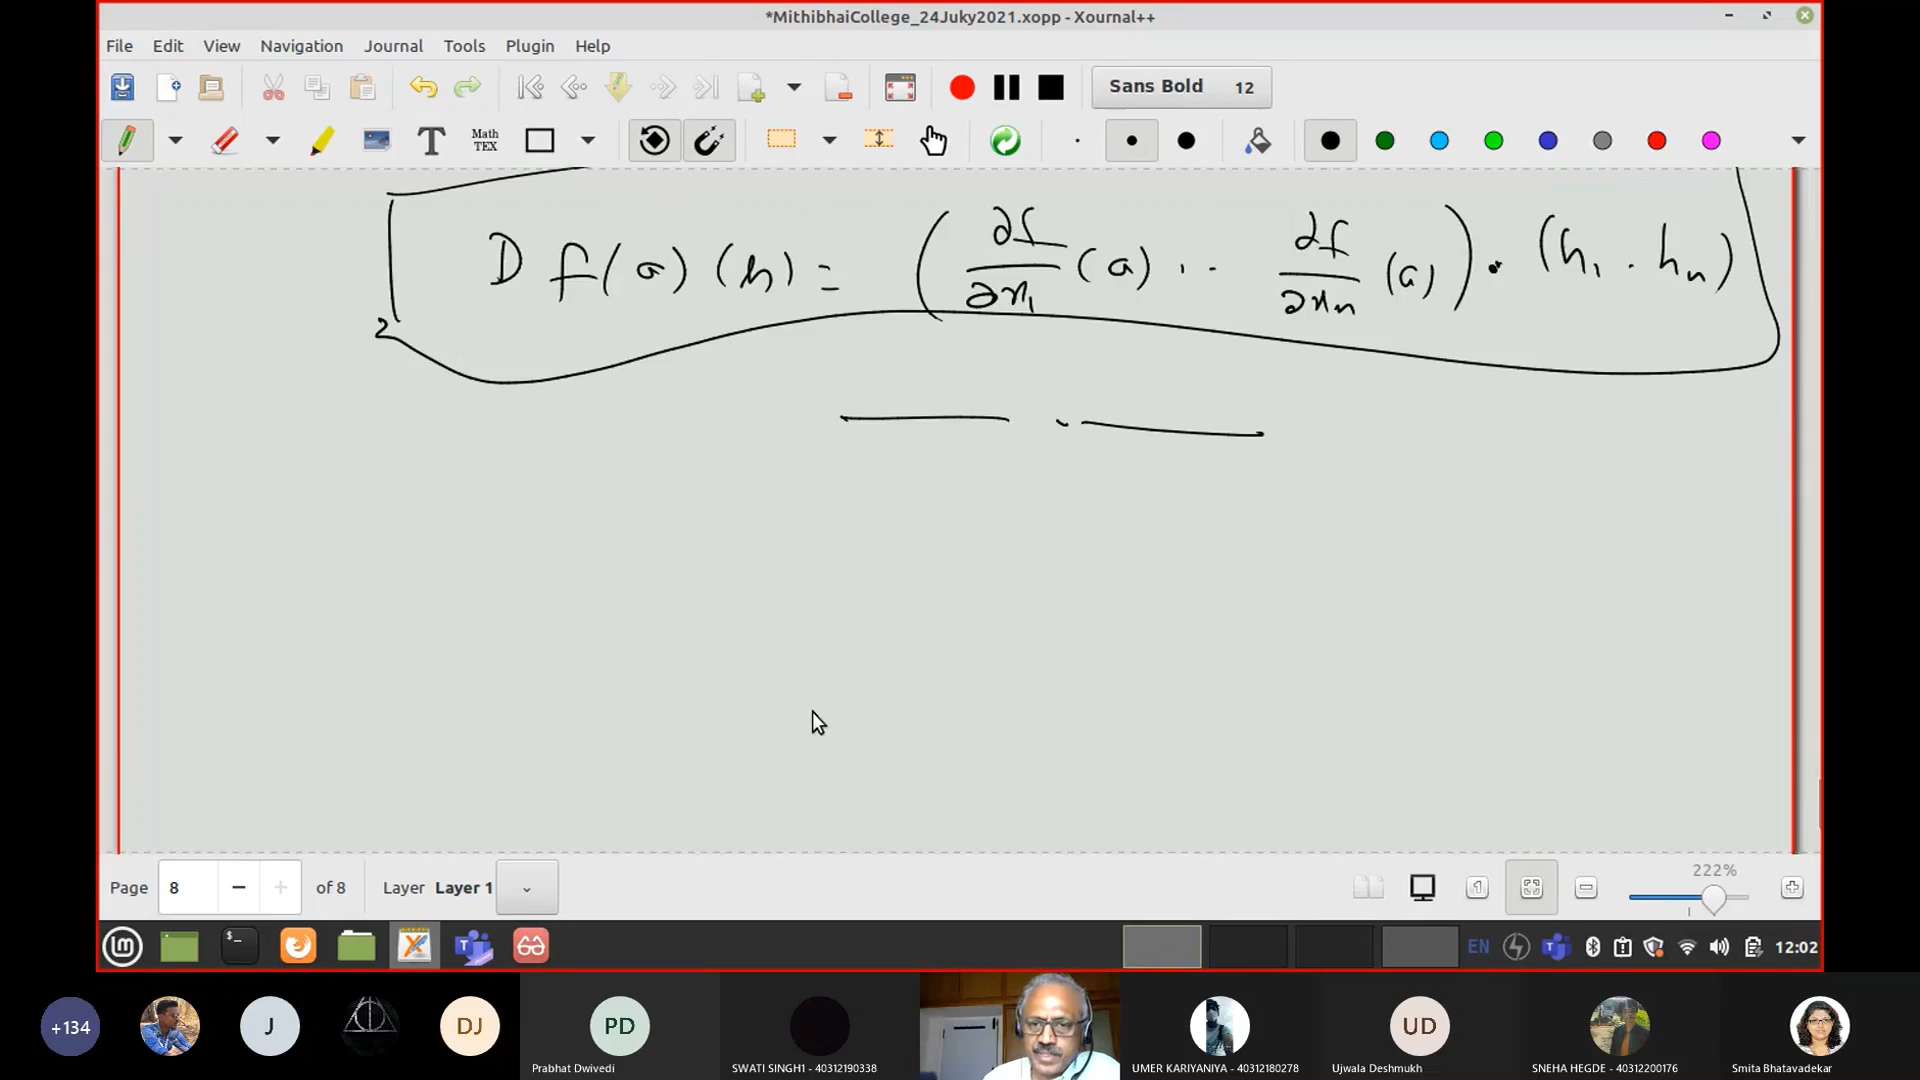 *MithibhaiCollege_24Juky2021.xopp - Xournal++
File Edit View Navigation Journal Tools Plugin Help
Sans Bold 12
T Math TEX
D f(a)(h) = (∂f/∂x₁ (a) .. ∂f/∂xₙ (a)) • (h₁ . hₙ)
Page 8 of 8 Layer Layer 1
222%
EN 12:02
+134 J DJ PD UD
Prabhat Dwivedi SWATI SINGH1 - 40312190338 UMER KARIYANIYA - 40312180278 Ujwala Deshmukh SNEHA HEGDE - 40312200176 Smita Bhatavadekar